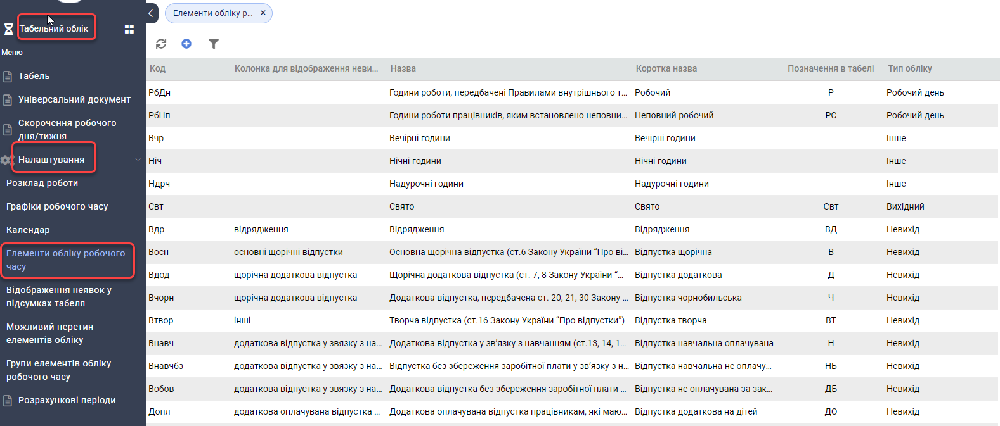 Табельний облік
Меню
Табель
Універсальний документ
Скорочення робочого
дня/тижня
Налаштування
Розклад роботи
Графіки робочого часу
Календар
Елементи обліку робочого
часу
Відображення неявок у
підсумках табеля
Можливий перетин
елементів обліку
Групи елементів обліку
робочого часу
Розрахункові періоди
Елементи обліку р...
Код Колонка для відображення неви... Назва Коротка назва Позначення в табелі Тип обліку
РбДн Години роботи, передбачені Правилами внутрішнього т... Робочий Р Робочий день
РбНп Години роботи працівників, яким встановлено неповни... Неповний робочий РС Робочий день
Вчр Вечірні години Вечірні години Інше
Ніч Нічні години Нічні години Інше
Ндрч Надурочні години Надурочні години Інше
Свт Свято Свято Свт Вихідний
Вдр відрядження Відрядження Відрядження ВД Невихід
Восн основні щорічні відпустки Основна щорічна відпустка (ст.6 Закону України “Про ві... Відпустка щорічна В Невихід
Вдод щорічна додаткова відпустка Щорічна додаткова відпустка (ст. 7, 8 Закону України “... Відпустка додаткова Д Невихід
Вчорн щорічна додаткова відпустка Додаткова відпустка, передбачена ст. 20, 21, 30 Закону ... Відпустка чорнобильська Ч Невихід
Втвор інші Творча відпустка (ст.16 Закону України “Про відпустки”) Відпустка творча ВТ Невихід
Внавч додаткова відпустка у звязку з на... Додаткова відпустка у зв’язку з навчанням (ст.13, 14, 1... Відпустка навчальна оплачувана Н Невихід
Внавчбз додаткова відпустка у звязку з на... Відпустка без збереження заробітної плати у зв’язку з н... Відпустка навчальна не оплачу... НБ Невихід
Вобов додаткова відпустка у звязку з на... Додаткова відпустка без збереження заробітної плати ... Відпустка не оплачувана за зак... ДБ Невихід
Допл додаткова оплачувана відпустка ... Додаткова оплачувана відпустка працівникам, які маю... Відпустка додаткова на дітей ДО Невихід